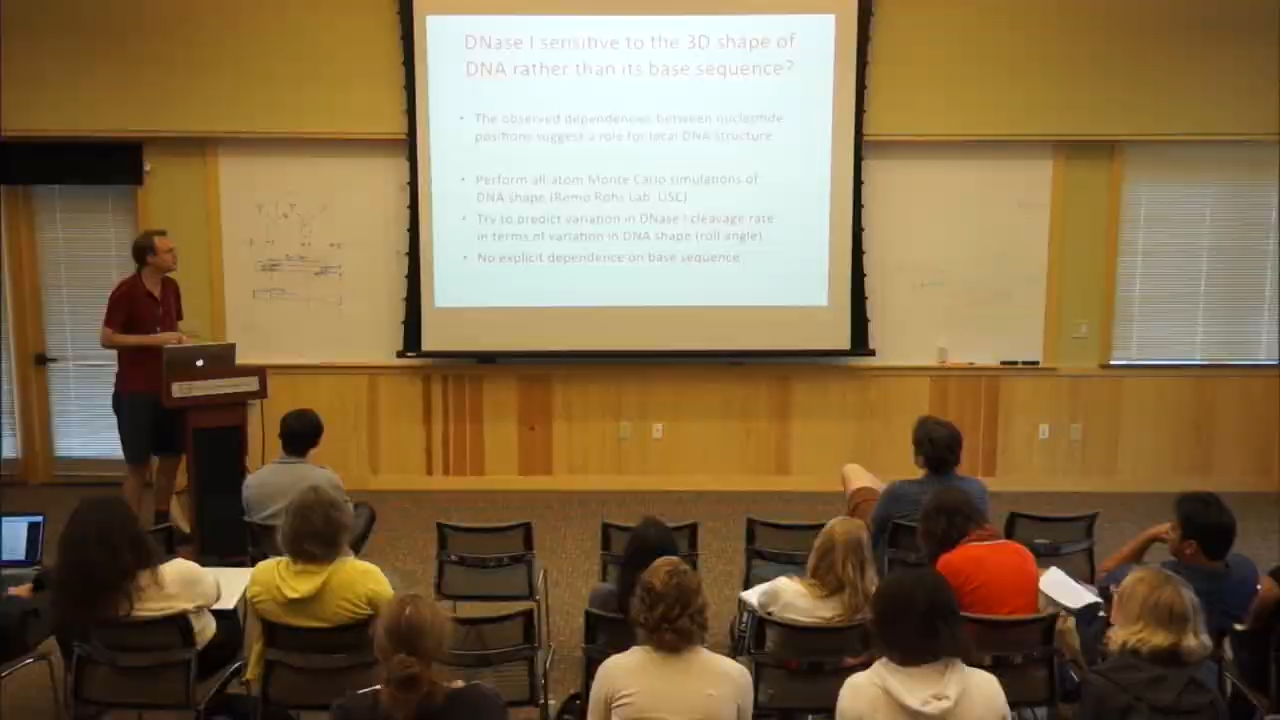 DNase I sensitive to the 3D shape of
DNA rather than its base sequence?
• The observed dependencies between nucleotide
positions suggest a role for local DNA structure
• Perform all-atom Monte Carlo simulations of
DNA shape (Remo Rohs Lab, USC)
• Try to predict variation in DNase I cleavage rate
in terms of variation in DNA shape (roll angle)
• No explicit dependence on base sequence